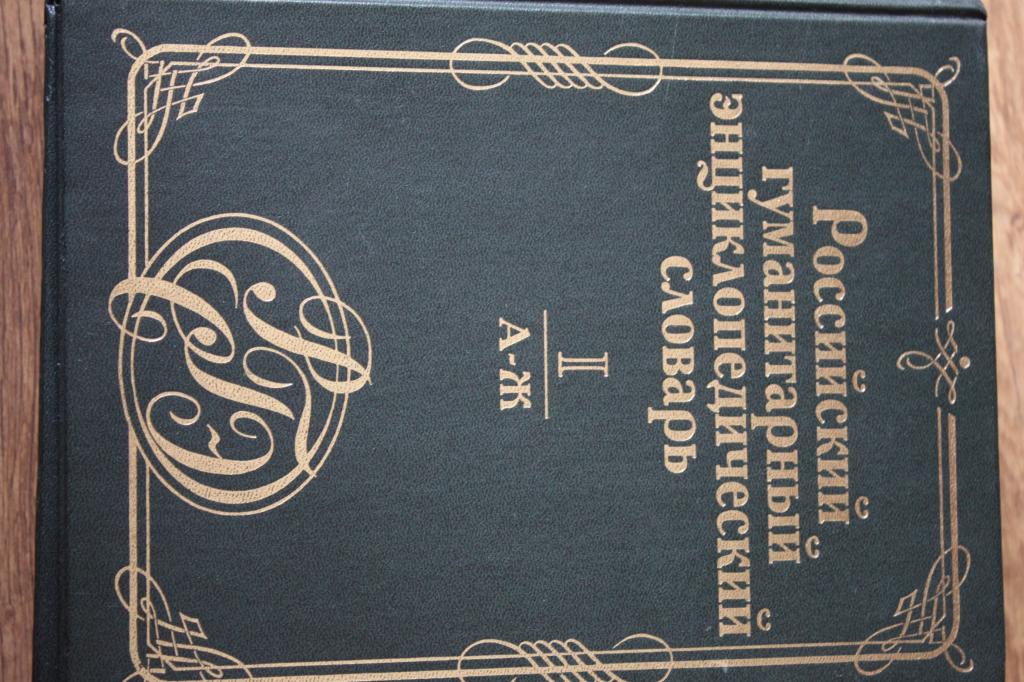 Российский
гуманитарный
энциклопедический
словарь
I
А-Ж